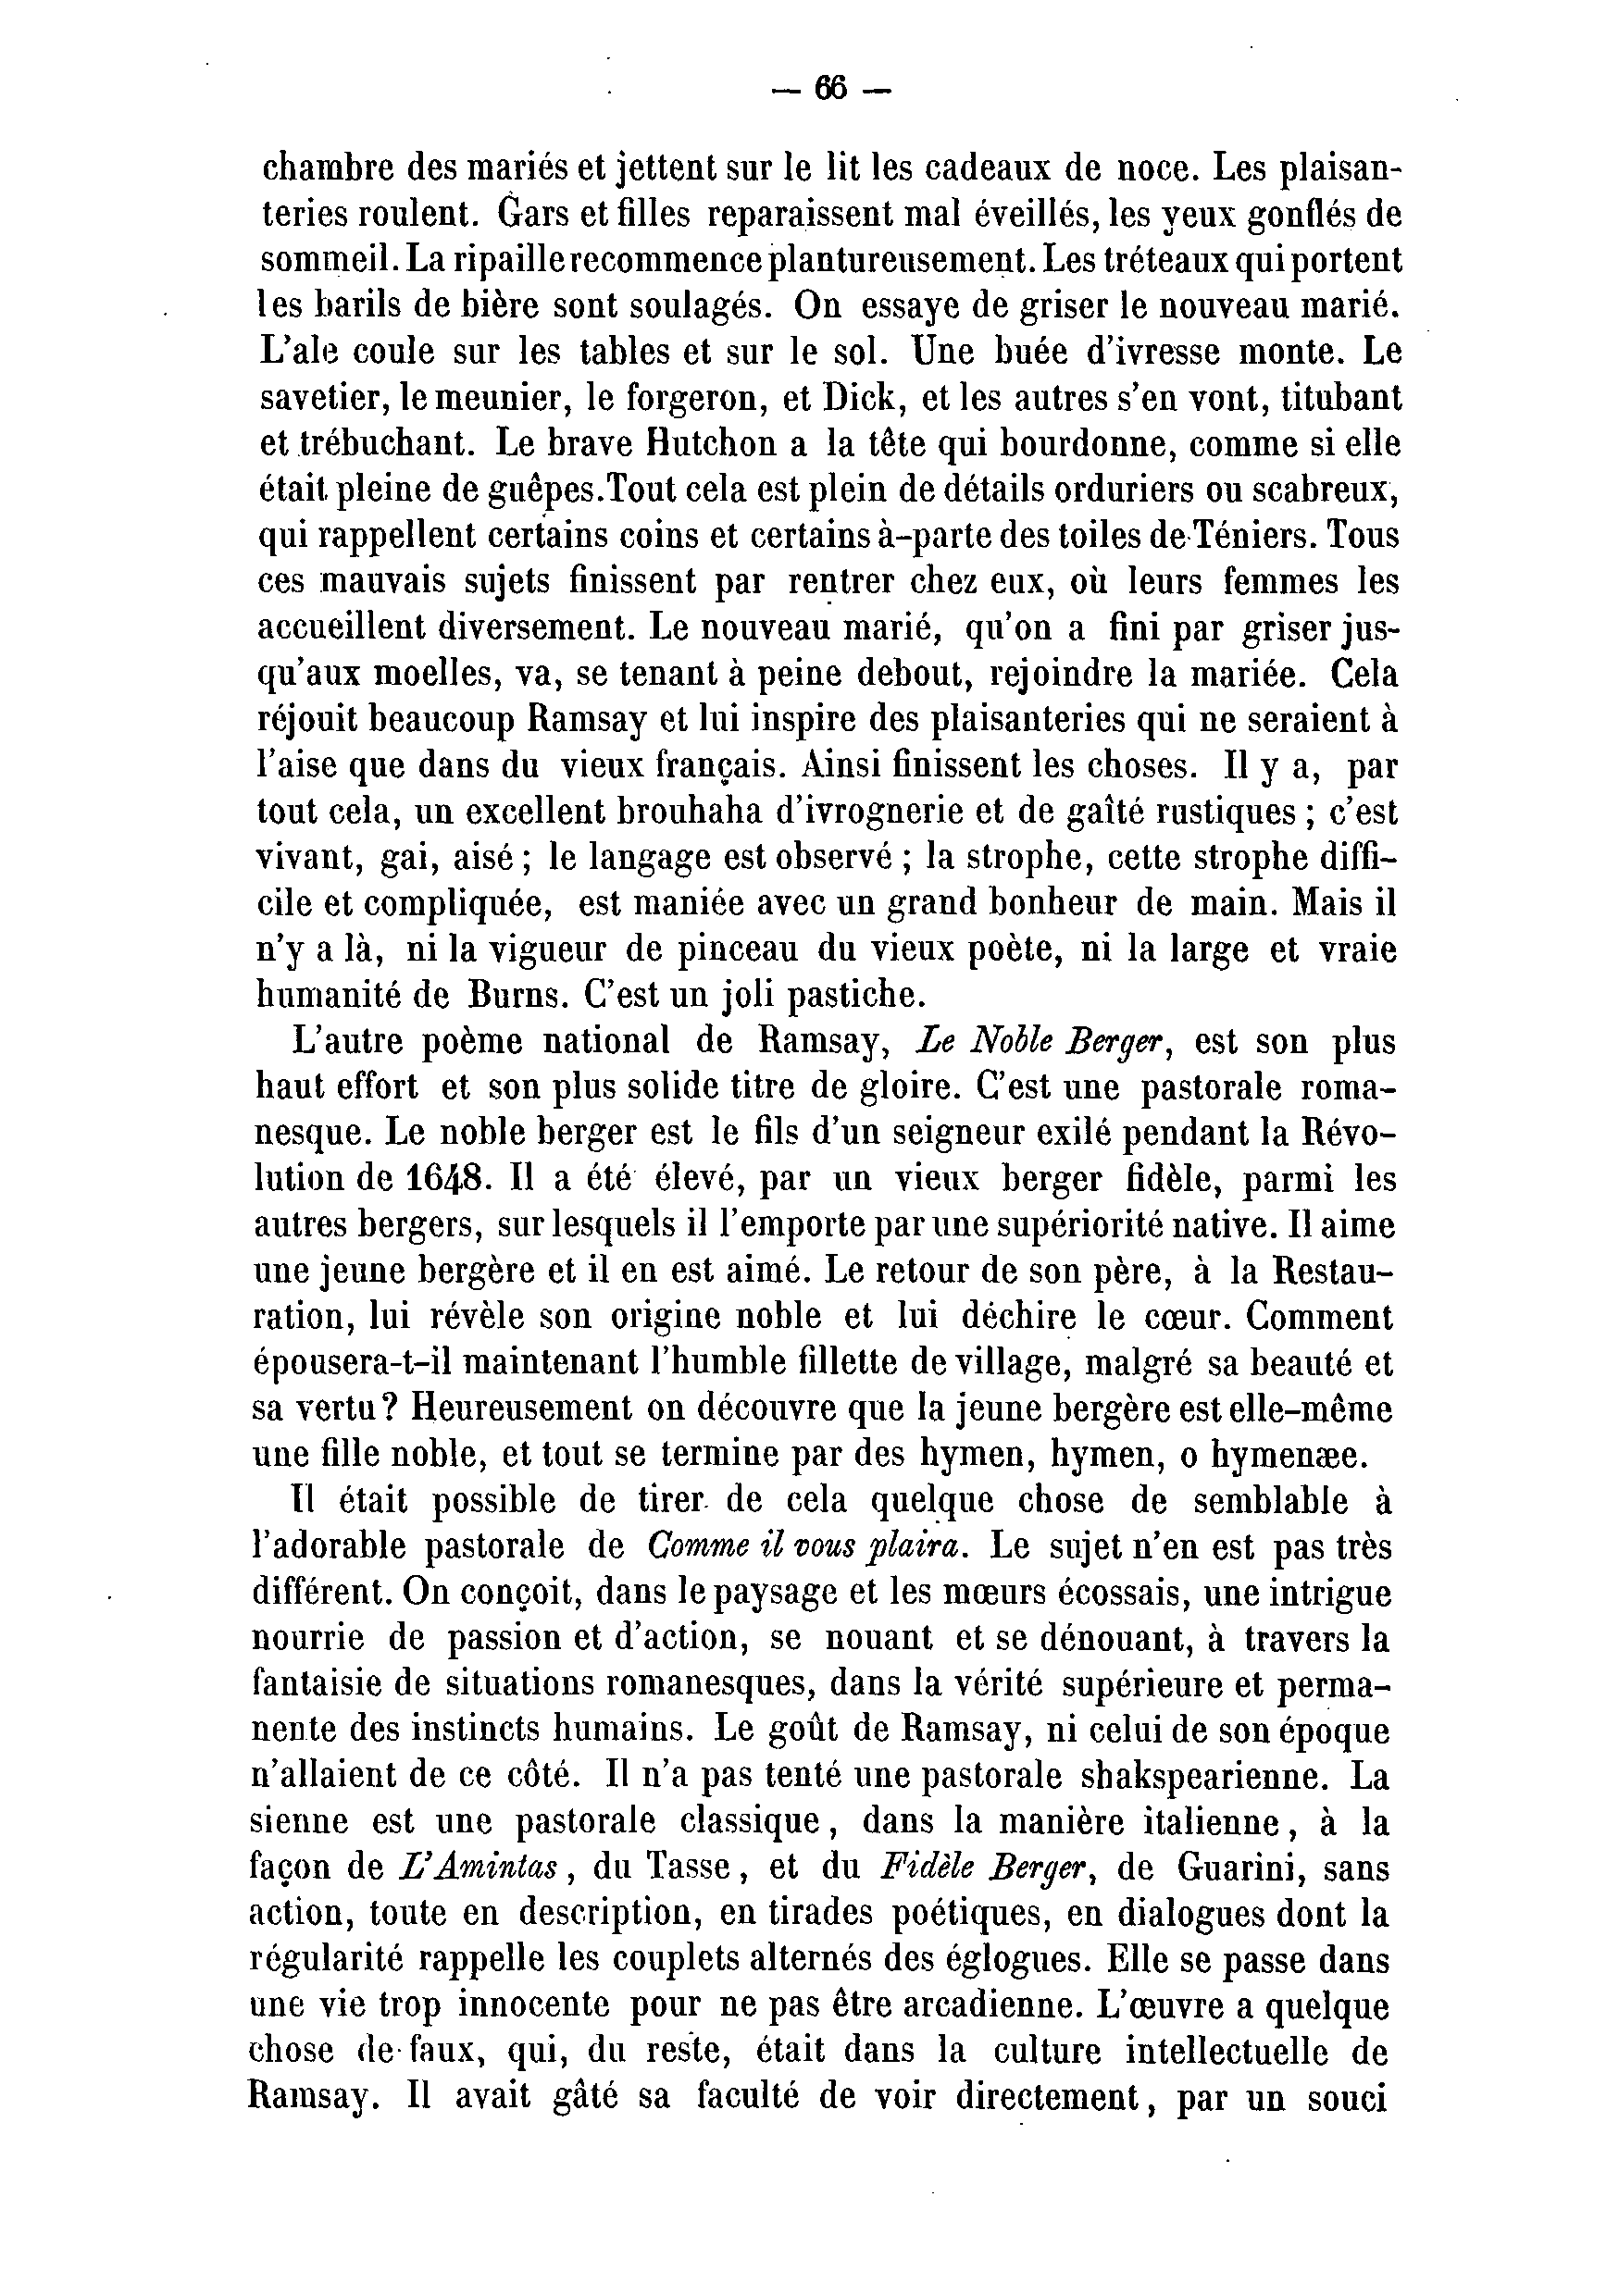 — 66 —
chambre des mariés et jettent sur le lit les cadeaux de noce. Les plaisan-
teries roulent. Gars et filles reparaissent mal éveillés, les yeux gonflés de
sommeil. La ripaille recommence plantureusement. Les tréteaux qui portent
les barils de bière sont soulagés. On essaye de griser le nouveau marié.
L'ale coule sur les tables et sur le sol. Une buée d'ivresse monte. Le
savetier, le meunier, le forgeron, et Dick, et les autres s'en vont, titubant
et trébuchant. Le brave Hutchon a la tête qui bourdonne, comme si elle
était pleine de guêpes. Tout cela est plein de détails orduriers ou scabreux,
qui rappellent certains coins et certains à-parte des toiles de Téniers. Tous
ces mauvais sujets finissent par rentrer chez eux, où leurs femmes les
accueillent diversement. Le nouveau marié, qu'on a fini par griser jus-
qu'aux moelles, va, se tenant à peine debout, rejoindre la mariée. Cela
réjouit beaucoup Ramsay et lui inspire des plaisanteries qui ne seraient à
l'aise que dans du vieux français. Ainsi finissent les choses. Il y a, par
tout cela, un excellent brouhaha d'ivrognerie et de gaîté rustiques ; c'est
vivant, gai, aisé ; le langage est observé ; la strophe, cette strophe diffi-
cile et compliquée, est maniée avec un grand bonheur de main. Mais il
n'y a là, ni la vigueur de pinceau du vieux poète, ni la large et vraie
humanité de Burns. C'est un joli pastiche.
L'autre poème national de Ramsay, Le Noble Berger, est son plus
haut effort et son plus solide titre de gloire. C'est une pastorale roma-
nesque. Le noble berger est le fils d'un seigneur exilé pendant la Révo-
lution de 1648. Il a été élevé, par un vieux berger fidèle, parmi les
autres bergers, sur lesquels il l'emporte par une supériorité native. Il aime
une jeune bergère et il en est aimé. Le retour de son père, à la Restau-
ration, lui révèle son origine noble et lui déchire le cœur. Comment
épousera-t-il maintenant l'humble fillette de village, malgré sa beauté et
sa vertu ? Heureusement on découvre que la jeune bergère est elle-même
une fille noble, et tout se termine par des hymen, hymen, o hymenæe.
Il était possible de tirer de cela quelque chose de semblable à
l'adorable pastorale de Comme il vous plaira. Le sujet n'en est pas très
différent. On conçoit, dans le paysage et les mœurs écossais, une intrigue
nourrie de passion et d'action, se nouant et se dénouant, à travers la
fantaisie de situations romanesques, dans la vérité supérieure et perma-
nente des instincts humains. Le goût de Ramsay, ni celui de son époque
n'allaient de ce côté. Il n'a pas tenté une pastorale shakspearienne. La
sienne est une pastorale classique, dans la manière italienne, à la
façon de L'Amintas, du Tasse, et du Fidèle Berger, de Guarini, sans
action, toute en description, en tirades poétiques, en dialogues dont la
régularité rappelle les couplets alternés des églogues. Elle se passe dans
une vie trop innocente pour ne pas être arcadienne. L'œuvre a quelque
chose de faux, qui, du reste, était dans la culture intellectuelle de
Ramsay. Il avait gâté sa faculté de voir directement, par un souci